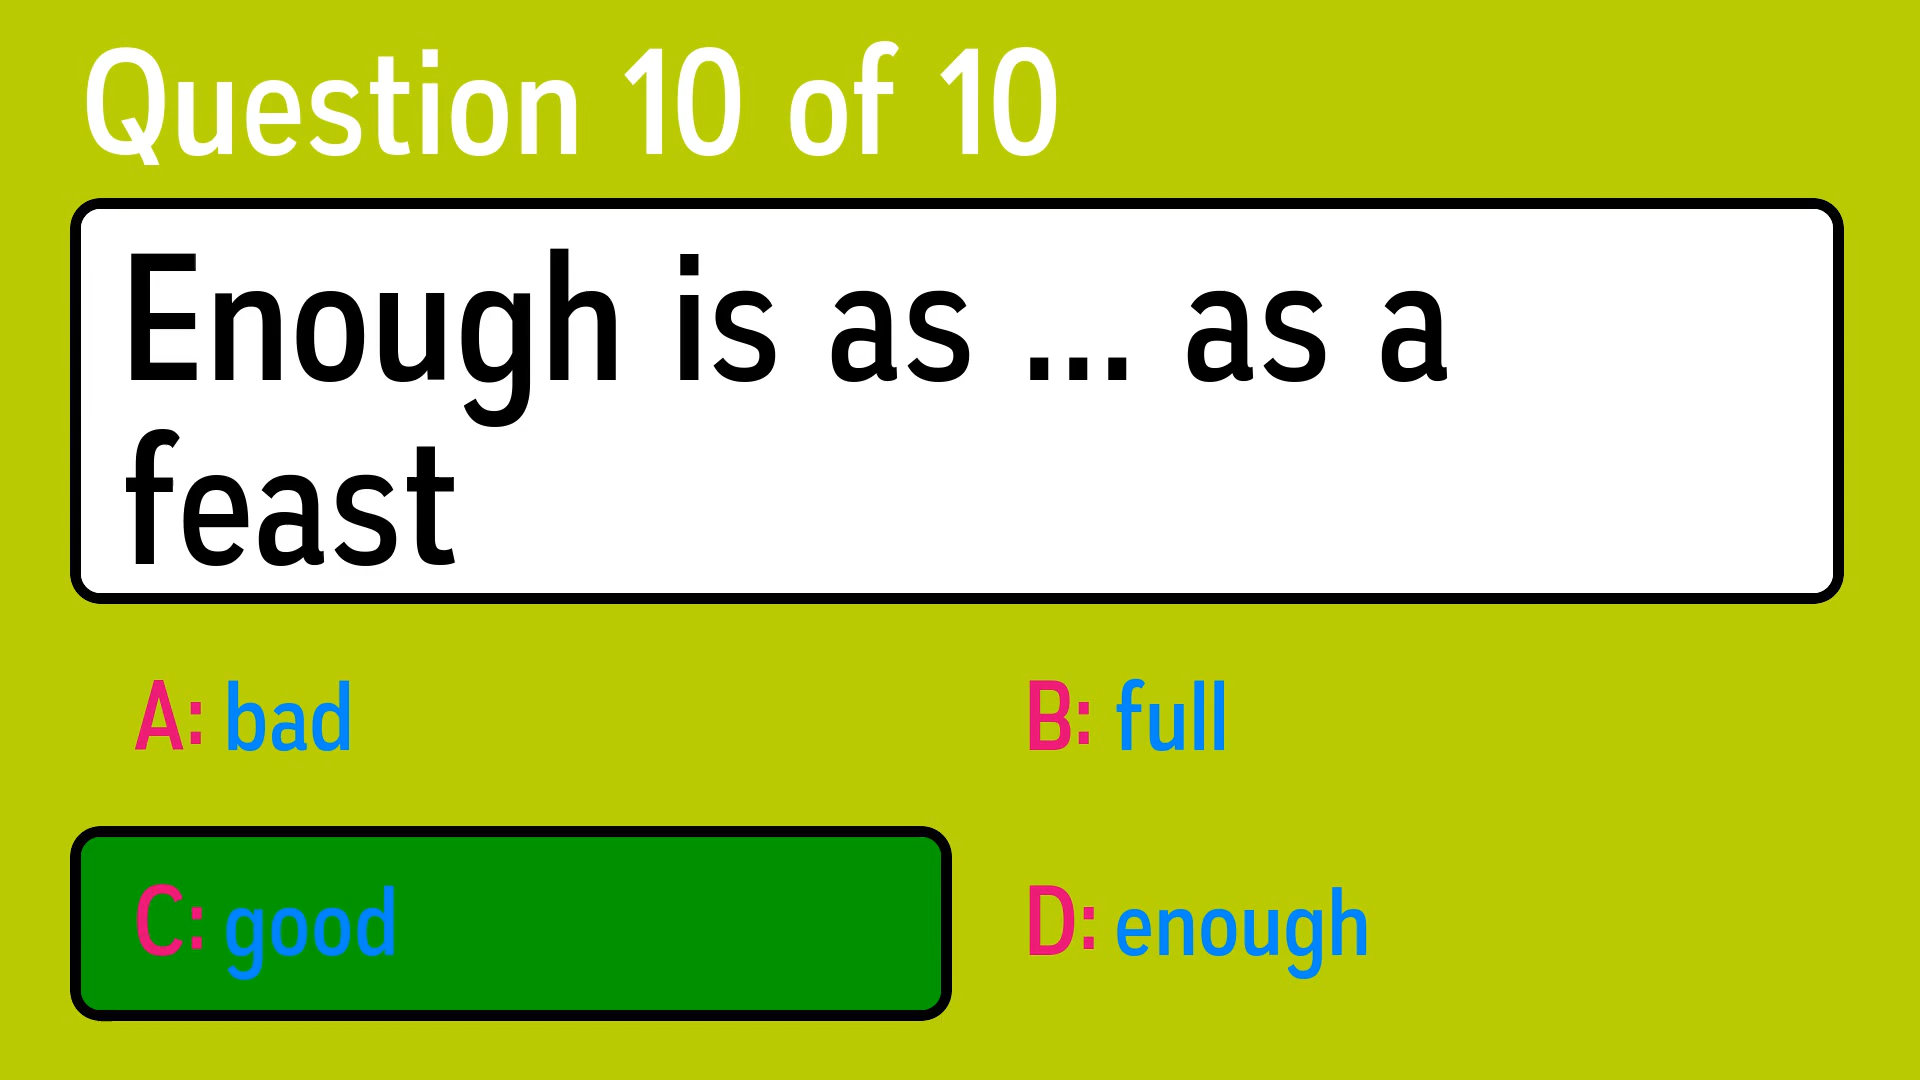 Question 10 of 10
Enough is as ... as a
feast
A: bad
B: full
C: good
D: enough